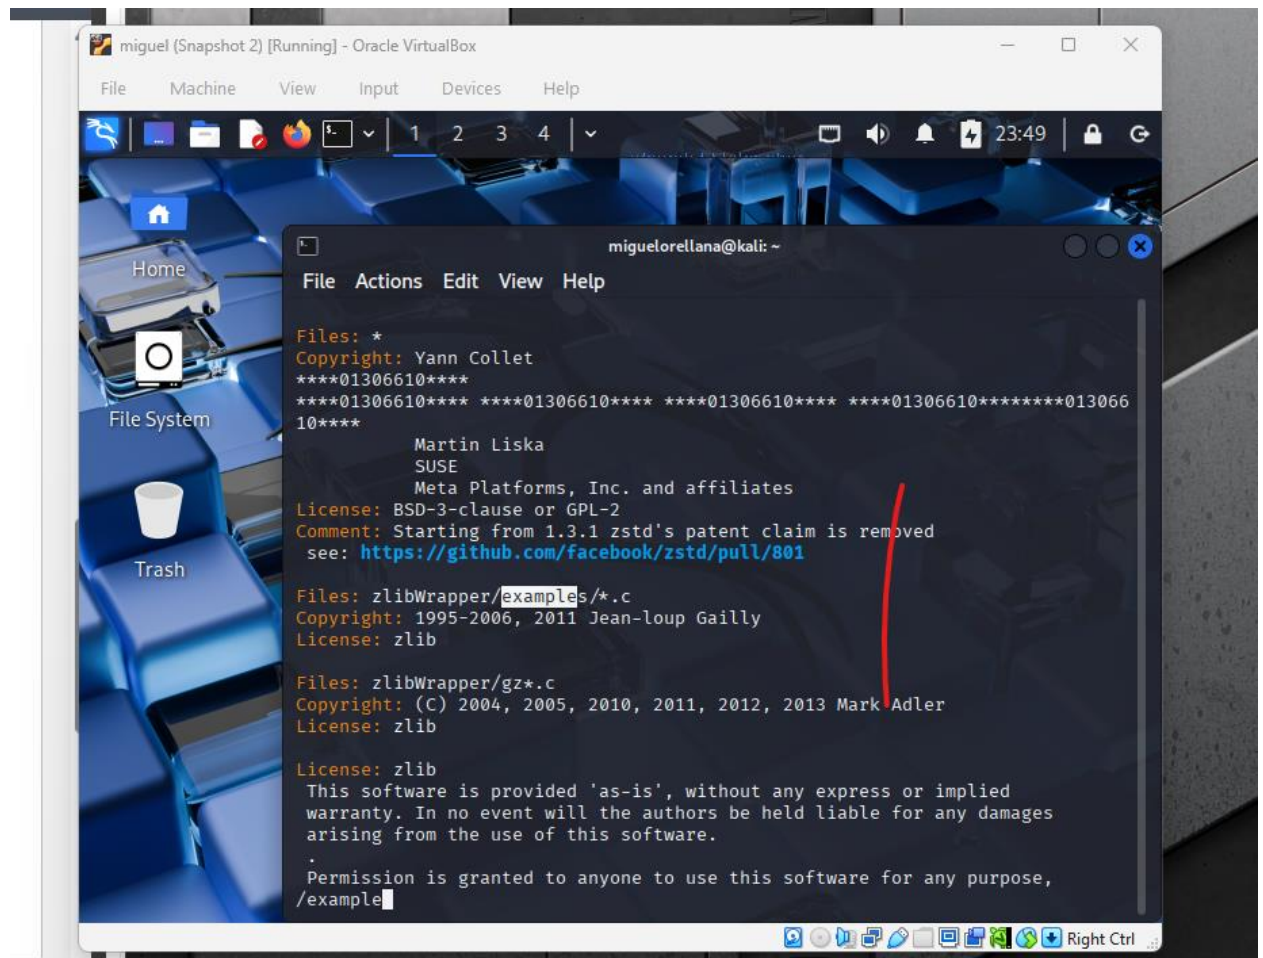 miguel (Snapshot 2) [Running] - Oracle VirtualBox
File Machine View Input Devices Help
1 2 3 4 23:49
miguelorellana@kali: ~
Home
File Actions Edit View Help
File System
Trash
Files: *
Copyright: Yann Collet
****01306610****
****01306610**** ****01306610**** ****01306610**** ****01306610********013066
10****
Martin Liska
SUSE
Meta Platforms, Inc. and affiliates
License: BSD-3-clause or GPL-2
Comment: Starting from 1.3.1 zstd's patent claim is removed
see: https://github.com/facebook/zstd/pull/801
Files: zlibWrapper/examples/*.c
Copyright: 1995-2006, 2011 Jean-loup Gailly
License: zlib
Files: zlibWrapper/gz*.c
Copyright: (C) 2004, 2005, 2010, 2011, 2012, 2013 Mark Adler
License: zlib
License: zlib
This software is provided 'as-is', without any express or implied
warranty. In no event will the authors be held liable for any damages
arising from the use of this software.
.
Permission is granted to anyone to use this software for any purpose,
/example
Right Ctrl